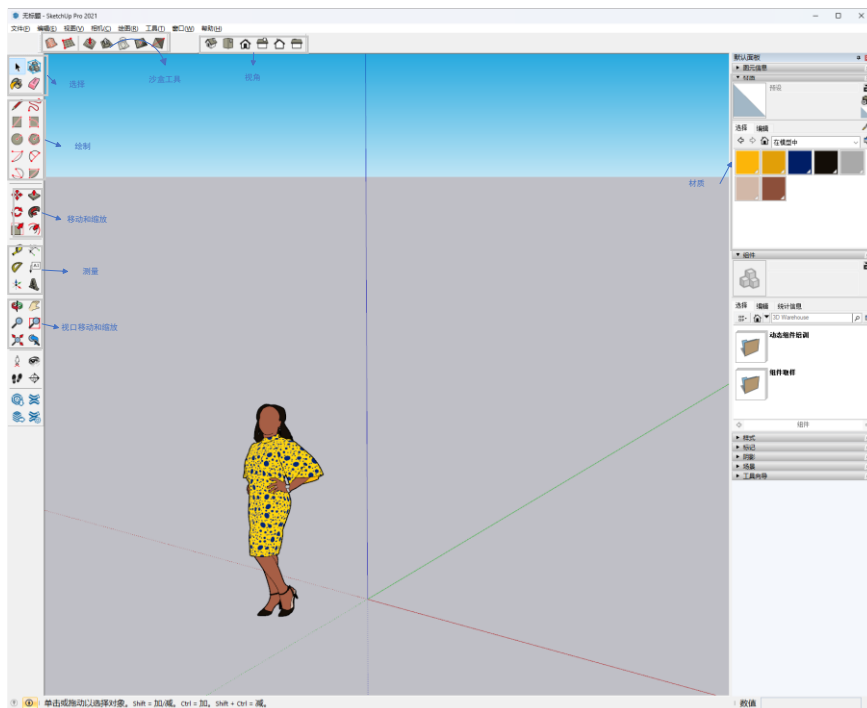 无标题 - SketchUp Pro 2021
文件(F) 编辑(E) 视图(V) 相机(C) 绘图(R) 工具(T) 窗口(W) 帮助(H)
选择
沙盒工具
视角
绘制
移动和缩放
测量
视口移动和缩放
材质
默认面板
图元信息
材质
预设
选择 编辑
在模型中
组件
选择 编辑 统计信息
3D Warehouse
动态组件培训
组件取样
组件
样式
标记
阴影
场景
工具向导
单击或拖动以选择对象。Shift = 加/减。Ctrl = 加。Shift + Ctrl = 减。
数值